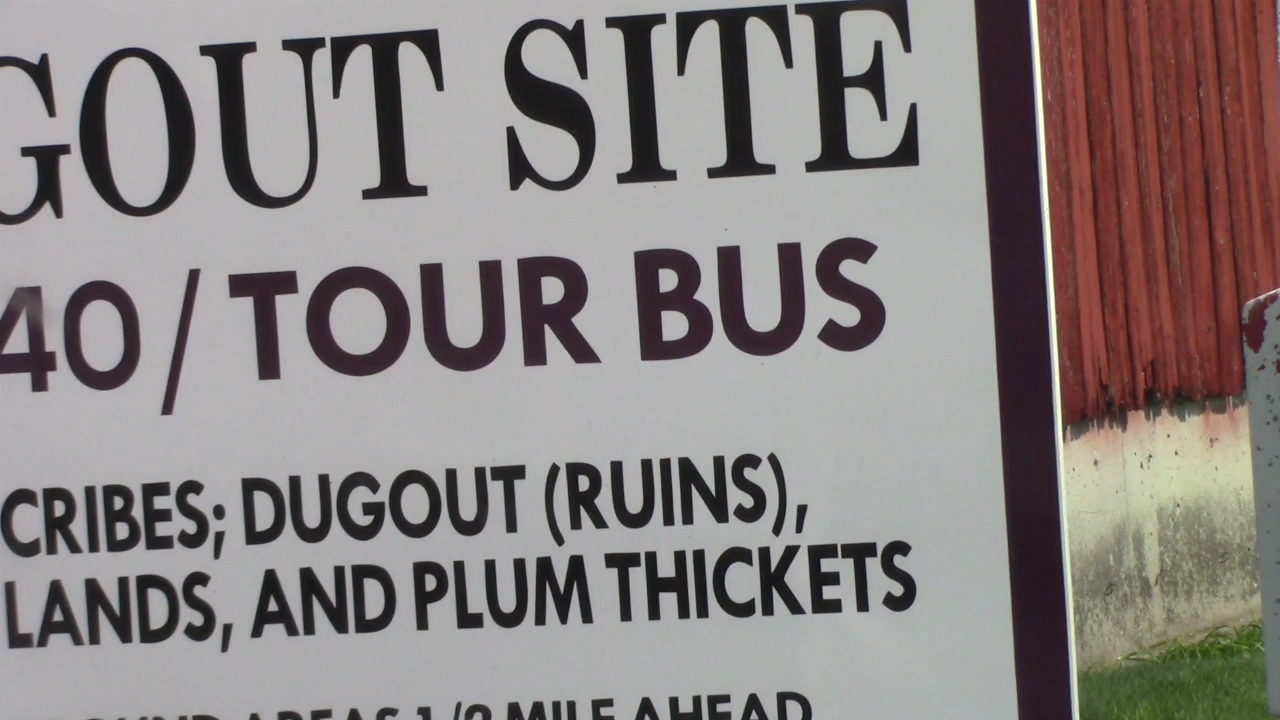 GOUT SITE
40 / TOUR BUS
CRIBES; DUGOUT (RUINS),
LANDS, AND PLUM THICKETS
AREAS 1/2 MILE AHEAD